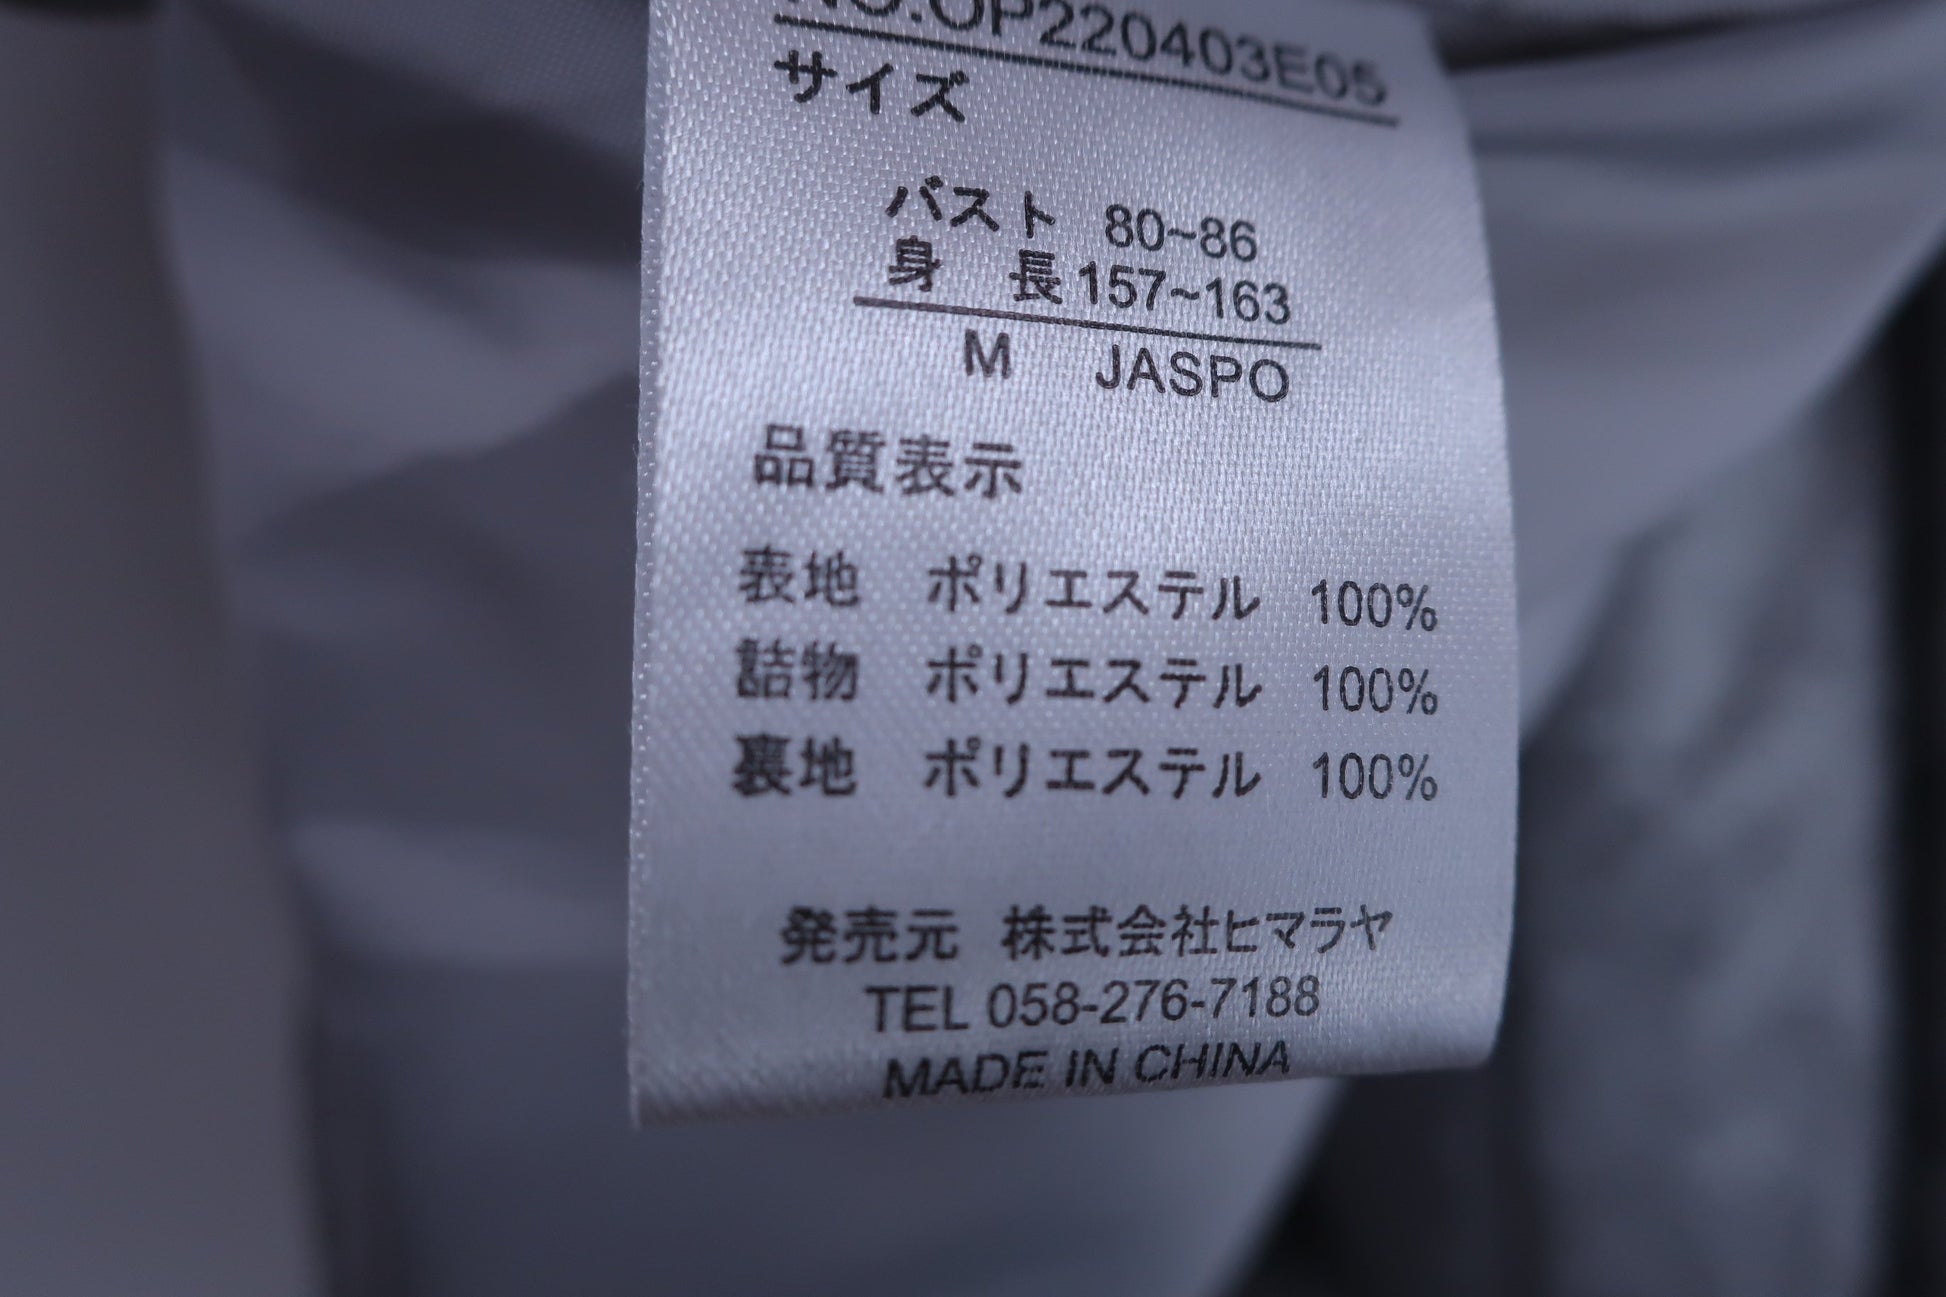 NO.OP220403E05
サイズ
バスト 80~86
身 長 157~163
M JASPO
品質表示
表地 ポリエステル 100%
詰物 ポリエステル 100%
裏地 ポリエステル 100%
発売元 株式会社ヒマラヤ
TEL 058-276-7188
MADE IN CHINA